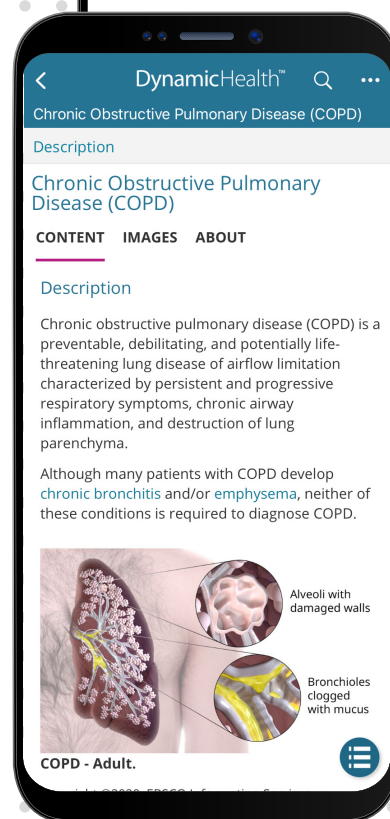 DynamicHealth™
Chronic Obstructive Pulmonary Disease (COPD)
Description
Chronic Obstructive Pulmonary
Disease (COPD)
CONTENT IMAGES ABOUT
Description
Chronic obstructive pulmonary disease (COPD) is a
preventable, debilitating, and potentially life-
threatening lung disease of airflow limitation
characterized by persistent and progressive
respiratory symptoms, chronic airway
inflammation, and destruction of lung
parenchyma.
Although many patients with COPD develop
chronic bronchitis and/or emphysema, neither of
these conditions is required to diagnose COPD.
Alveoli with
damaged walls
Bronchioles
clogged
with mucus
COPD - Adult.